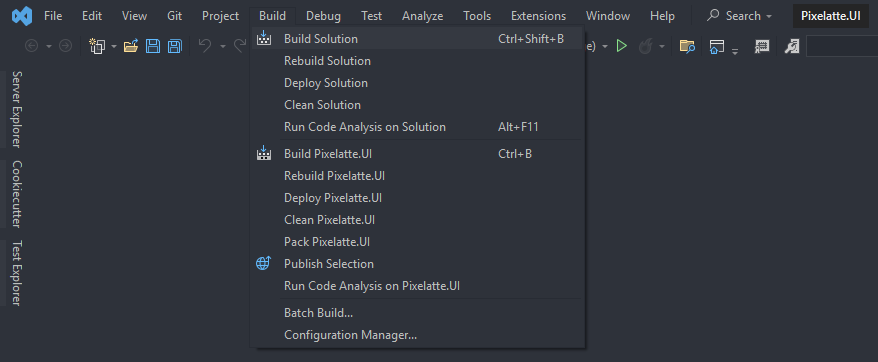 File Edit View Git Project Build Debug Test Analyze Tools Extensions Window Help Search Pixelatte.UI
e)
Build Solution Ctrl+Shift+B
Rebuild Solution
Deploy Solution
Clean Solution
Run Code Analysis on Solution Alt+F11
Build Pixelatte.UI Ctrl+B
Rebuild Pixelatte.UI
Deploy Pixelatte.UI
Clean Pixelatte.UI
Pack Pixelatte.UI
Publish Selection
Run Code Analysis on Pixelatte.UI
Batch Build...
Configuration Manager...
Server Explorer
Cookiecutter
Test Explorer